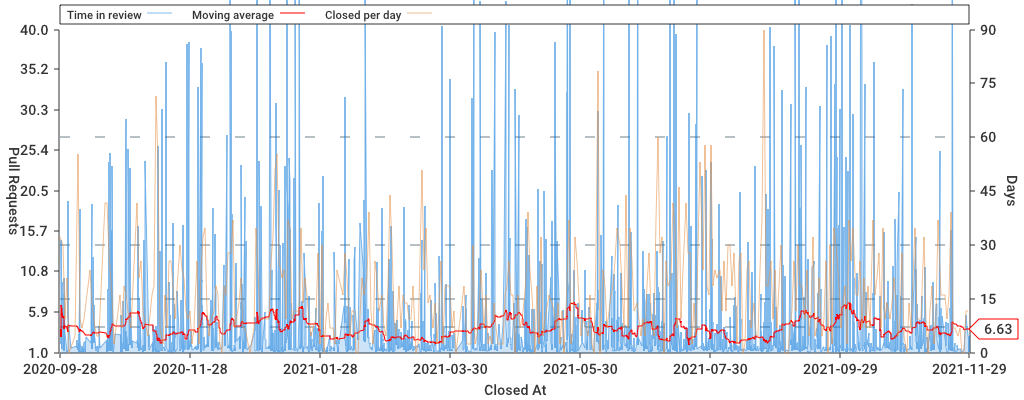 Time in review Moving average Closed per day
40.0 90
35.2 75
30.3 60
25.4
20.5 45
15.7 30
10.8 15
5.9
1.0 0
6.63
Pull Requests
Days
2020-09-28 2020-11-28 2021-01-28 2021-03-30 2021-05-30 2021-07-30 2021-09-29 2021-11-29
Closed At